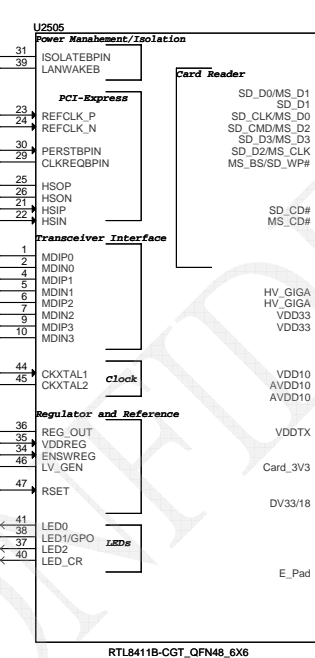 U2505
Power Manahement/Isolation
31 ISOLATEBPIN
39 LANWAKEB
Card Reader
PCI-Express
SD_D0/MS_D1
SD_D1
23 REFCLK_P SD_CLK/MS_D0
24 REFCLK_N SD_CMD/MS_D2
SD_D3/MS_D3
30 PERSTBPIN SD_D2/MS_CLK
29 CLKREQBPIN MS_BS/SD_WP#
25 HSOP
26 HSON
21 HSIP SD_CD#
22 HSIN MS_CD#
Transceiver Interface
1 MDIP0
2 MDIN0
4 MDIP1
5 MDIN1 HV_GIGA
6 MDIP2 HV_GIGA
7 MDIN2 VDD33
9 MDIP3 VDD33
10 MDIN3
44 CKXTAL1 VDD10
45 CKXTAL2 Clock AVDD10
AVDD10
Regulator and Reference
36 REG_OUT VDDTX
35 VDDREG
34 ENSWREG
46 LV_GEN Card_3V3
47 RSET
DV33/18
41 LED0
38 LED1/GPO LEDs
37 LED2
40 LED_CR
E_Pad
RTL8411B-CGT_QFN48_6X6